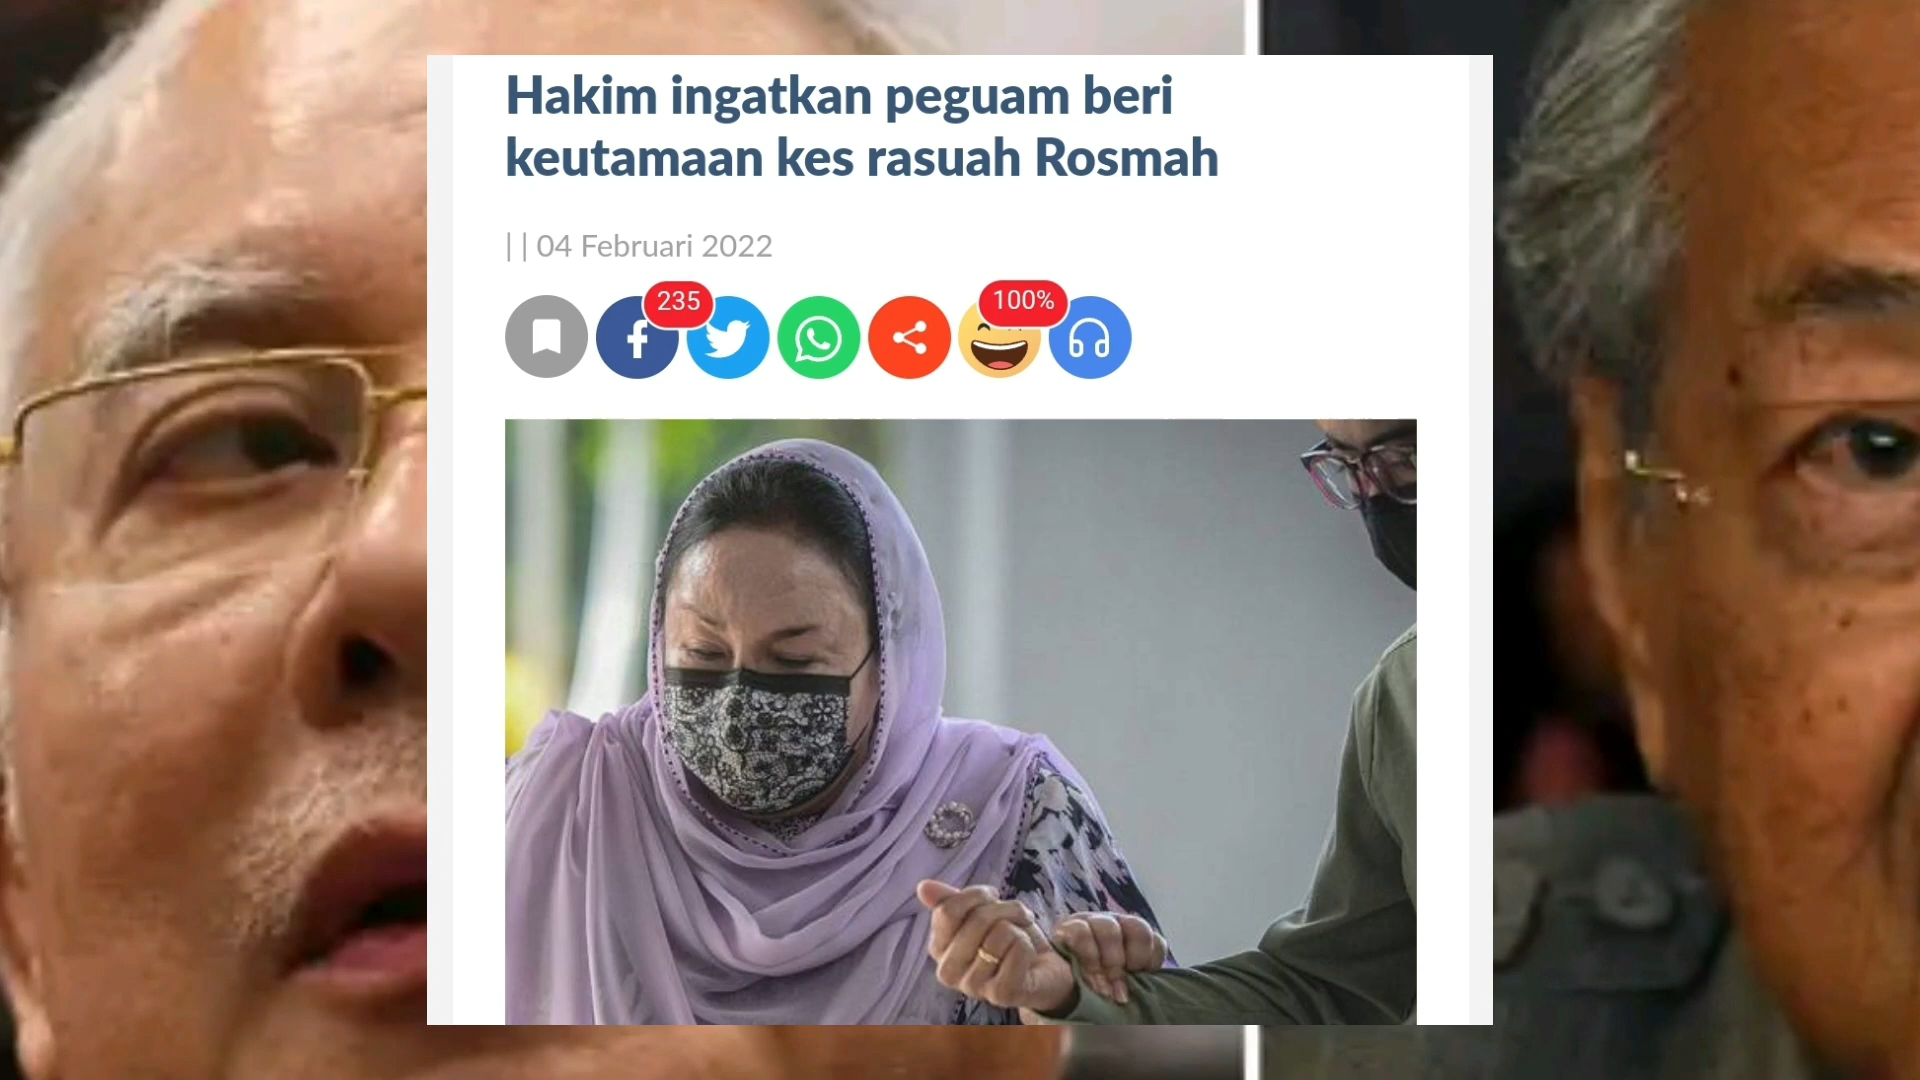 Hakim ingatkan peguam beri
keutamaan kes rasuah Rosmah
|| 04 Februari 2022
235
100%